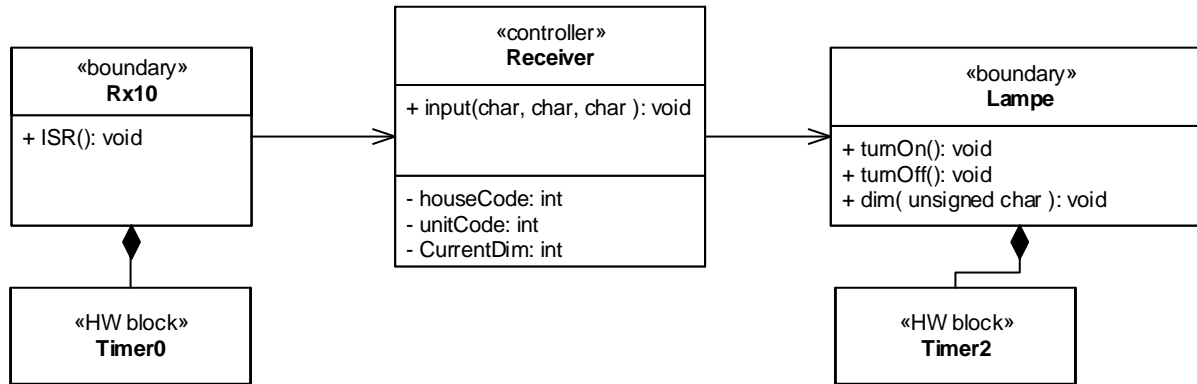 «boundary»
Rx10
+ ISR(): void
«HW block»
Timer0
«controller»
Receiver
+ input(char, char, char ): void
- houseCode: int
- unitCode: int
- CurrentDim: int
«boundary»
Lampe
+ turnOn(): void
+ turnOff(): void
+ dim( unsigned char ): void
«HW block»
Timer2